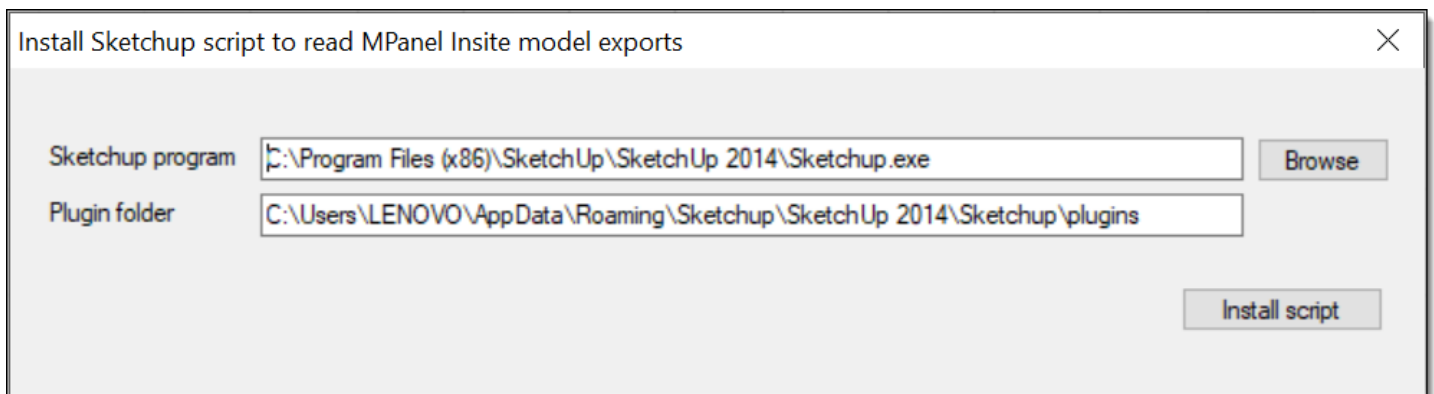 Install Sketchup script to read MPanel Insite model exports
Sketchup program C:\Program Files (x86)\SketchUp\SketchUp 2014\Sketchup.exe Browse
Plugin folder C:\Users\LENOVO\AppData\Roaming\Sketchup\SketchUp 2014\Sketchup\plugins
Install script